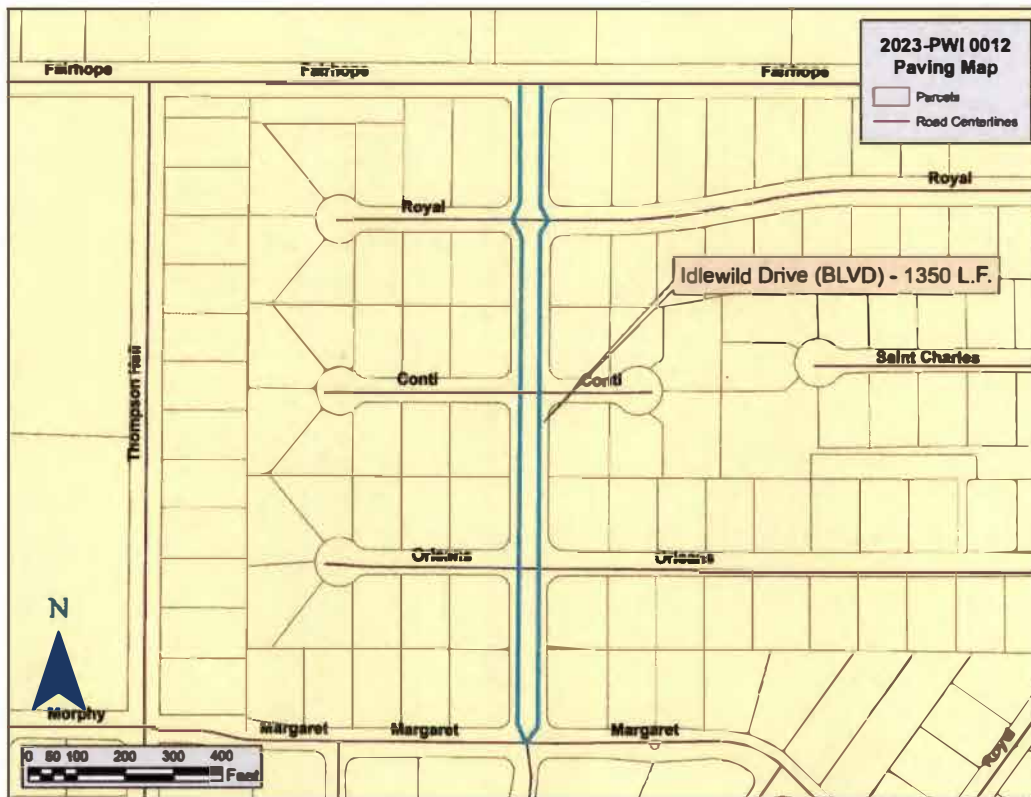 2023-PWI 0012
Paving Map
Parcels
Road Centerlines
Fairhope
Fairhope
Fairhope
Royal
Royal
Idlewild Drive (BLVD) - 1350 L.F.
Thompson Hall
Conti
Conti
Saint Charles
Orleans
Orleans
N
Morphy
Margaret
Margaret
Margaret
Royal
0 50 100 200 300 400
Feet